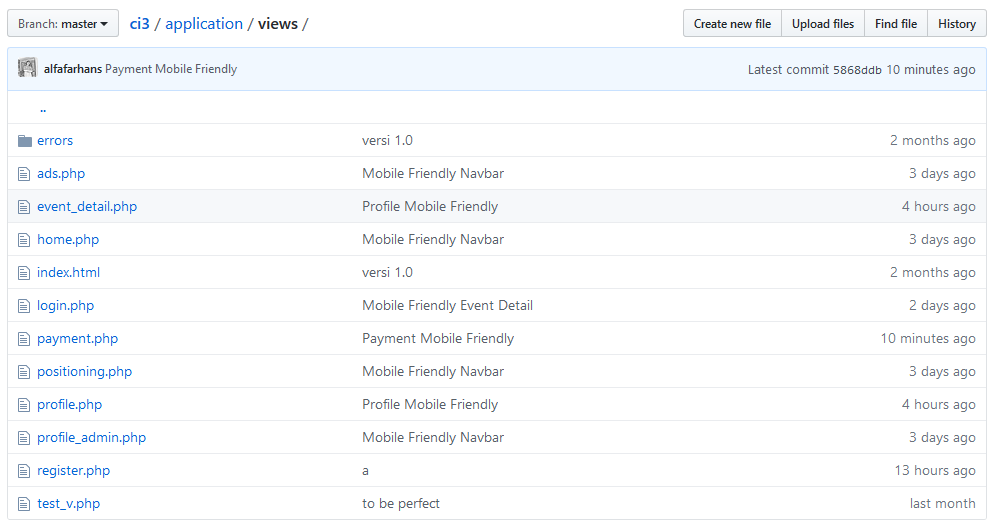 Branch: master ci3 / application / views / Create new file Upload files Find file History
alfafarhans Payment Mobile Friendly Latest commit 5868ddb 10 minutes ago
..
errors versi 1.0 2 months ago
ads.php Mobile Friendly Navbar 3 days ago
event_detail.php Profile Mobile Friendly 4 hours ago
home.php Mobile Friendly Navbar 3 days ago
index.html versi 1.0 2 months ago
login.php Mobile Friendly Event Detail 2 days ago
payment.php Payment Mobile Friendly 10 minutes ago
positioning.php Mobile Friendly Navbar 3 days ago
profile.php Profile Mobile Friendly 4 hours ago
profile_admin.php Mobile Friendly Navbar 3 days ago
register.php a 13 hours ago
test_v.php to be perfect last month